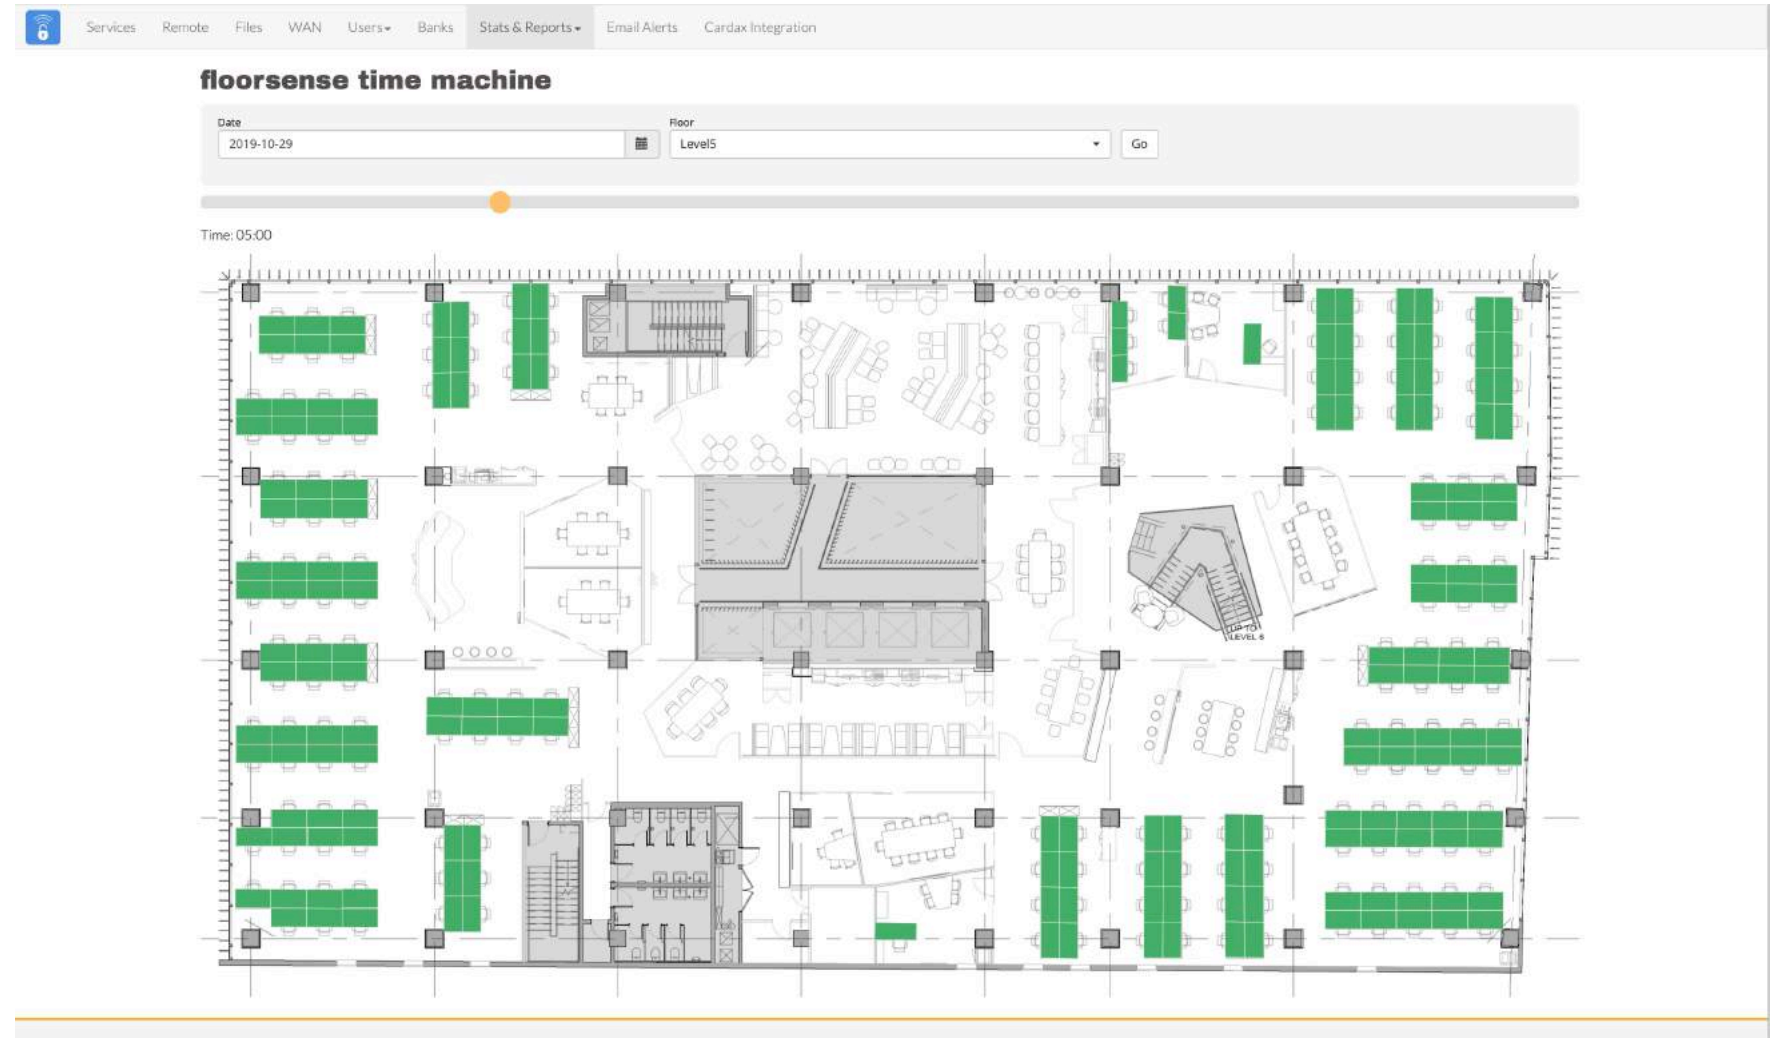 Services Remote Files WAN Users Banks Stats & Reports Email Alerts Cardax Integration
floorsense time machine
Date
Floor
2019-10-29
Level5
Go
Time: 05:00
UP TO
LEVEL 6